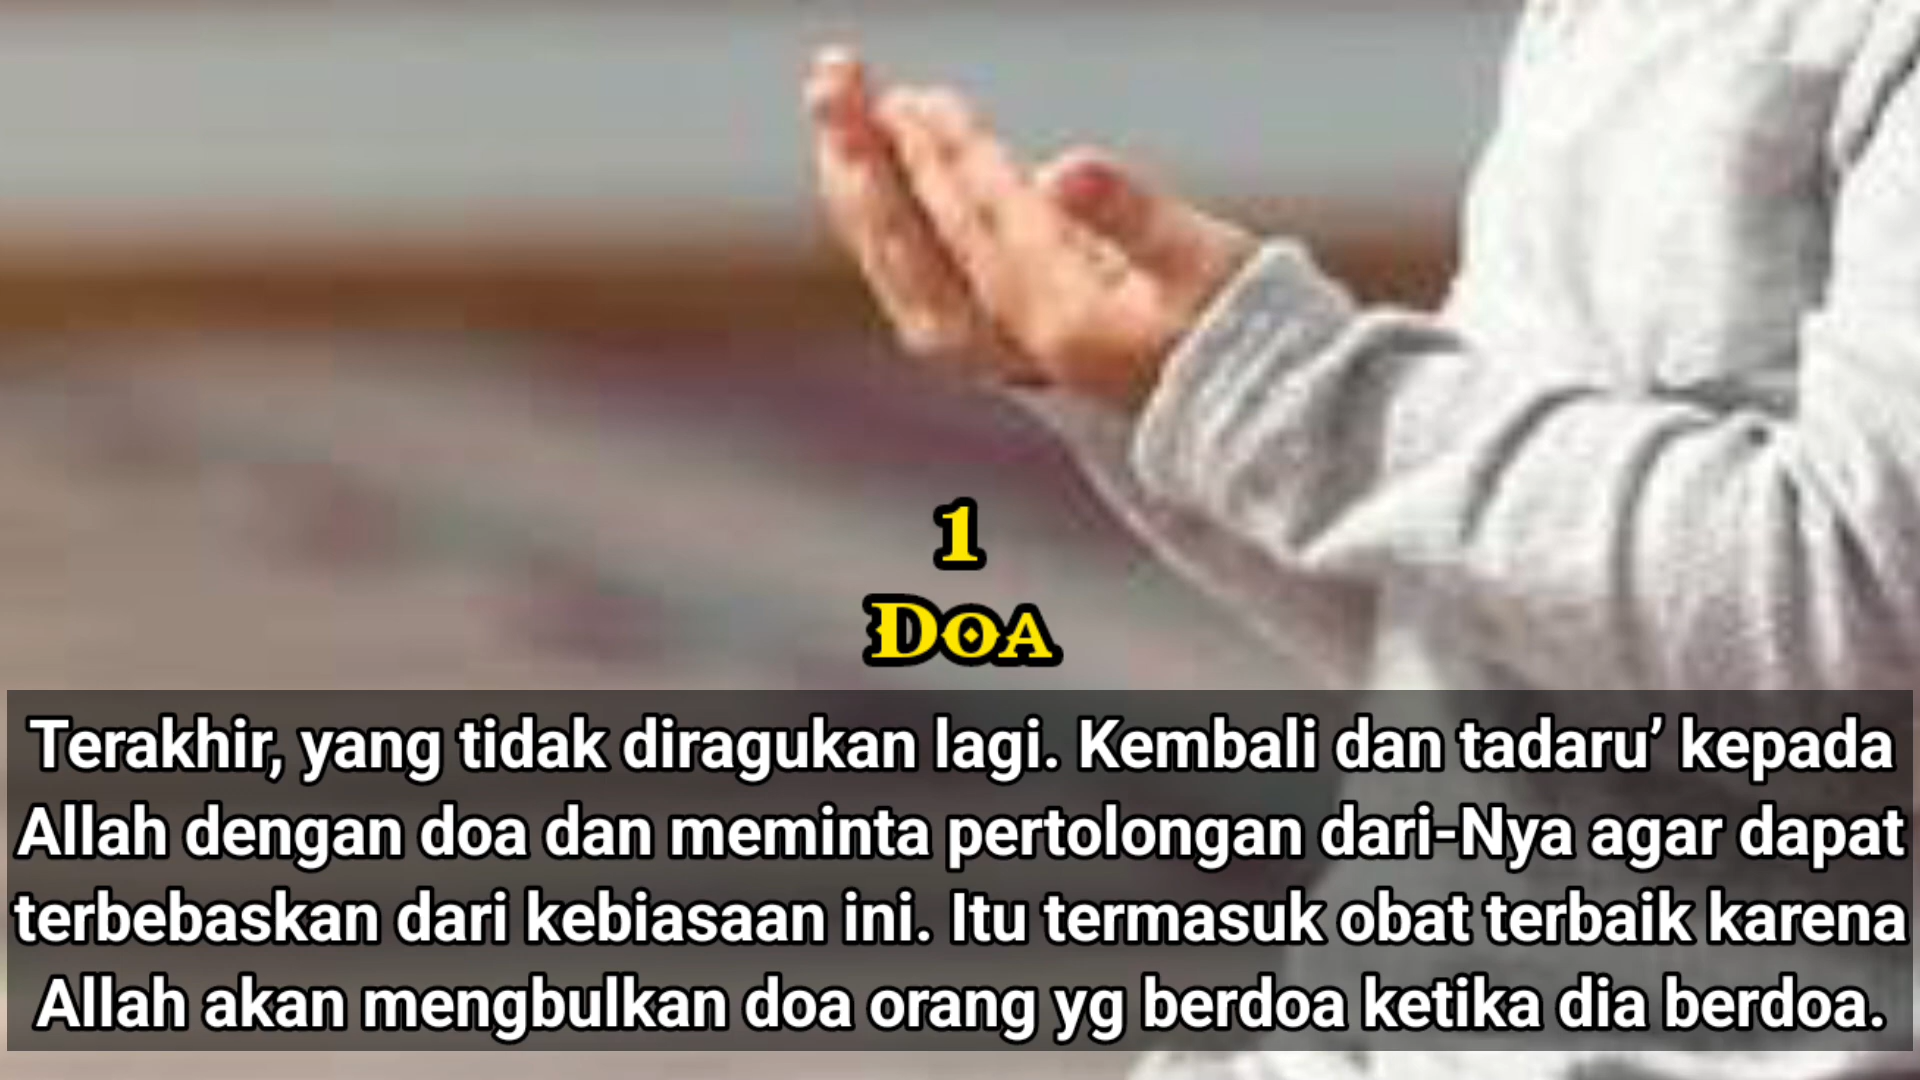 1
Doa
Terakhir, yang tidak diragukan lagi. Kembali dan tadaru’ kepada
Allah dengan doa dan meminta pertolongan dari-Nya agar dapat
terbebaskan dari kebiasaan ini. Itu termasuk obat terbaik karena
Allah akan mengbulkan doa orang yg berdoa ketika dia berdoa.